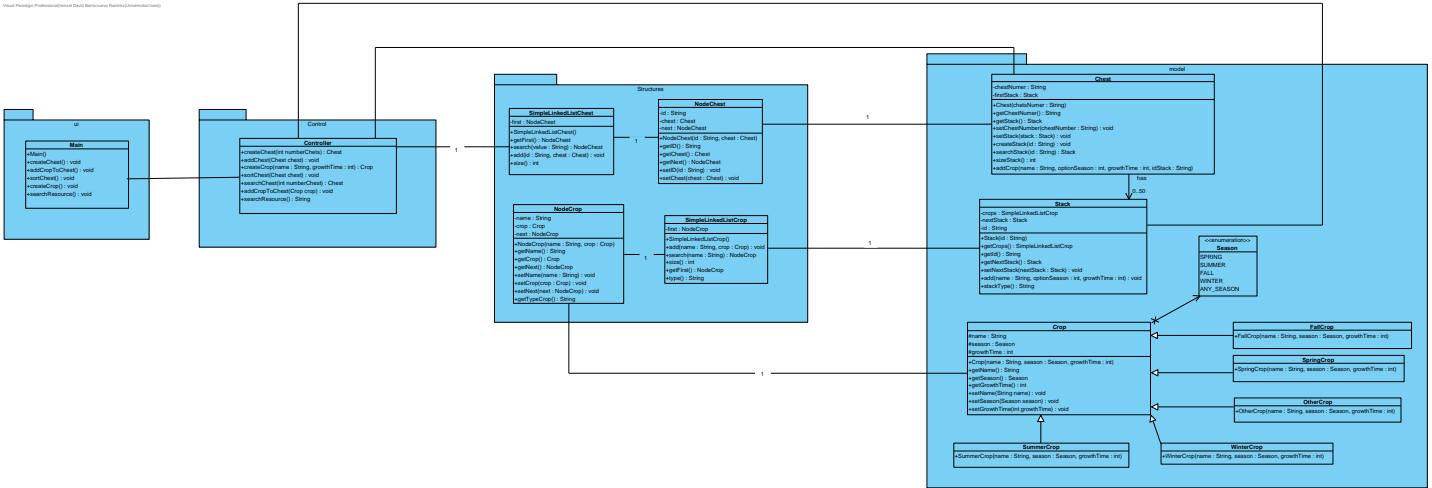 ui
Main
+Main()
+createChest() : void
+addCropToChest() : void
+sortChest() : void
+createCrop() : void
+searchResource() : void
Control
Controller
+createChest(int numberChets) : Chest
+addChest(Chest chest) : void
+createCrop(name : String, growthTime : int) : Crop
+sortChest(Chest chest) : void
+searchChest(int numberChest) : Chest
+addCropToChest(Crop crop) : void
+searchResource() : String
1
Structures
SimpleLinkedListChest
-first : NodeChest
+SimpleLinkedListChest()
+getFirst() : NodeChest
+search(value : String) : NodeChest
+add(id : String, chest : Chest) : void
+size() : int
1
NodeChest
-id : String
-chest : Chest
-next : NodeChest
+NodeChest(id : String, chest : Chest)
+getID() : String
+getChest() : Chest
+getNext() : NodeChest
+setID(id : String) : void
+setChest(chest : Chest) : void
1
NodeCrop
-name : String
-crop : Crop
-next : NodeCrop
+NodeCrop(name : String, crop : Crop)
+getName() : String
+getCrop() : Crop
+getNext() : NodeCrop
+setName(name : String) : void
+setCrop(crop : Crop) : void
+setNext(next : NodeCrop) : void
+getTypeCrop() : String
1
SimpleLinkedListCrop
-first : NodeCrop
+SimpleLinkedListCrop()
+add(name : String, crop : Crop) : void
+search(name : String) : NodeCrop
+size() : int
+getFirst() : NodeCrop
+type() : String
1
1
model
Chest
-chestNumer : String
-firstStack : Stack
+Chest(chetsNumer : String)
+getChestNumer() : String
+getStack() : Stack
+setChestNumber(chestNumber : String) : void
+setStack(stack : Stack) : void
+createStack(id : String) : void
+searchStack(id : String) : Stack
+sizeStack() : int
+addCrop(name : String, optionSeason : int, growthTime : int, idStack : String)
has
0..50
Stack
-crops : SimpleLinkedListCrop
-nextStack : Stack
-id : String
+Stack(id : String)
+getCrops() : SimpleLinkedListCrop
+getId() : String
+getNextStack() : Stack
+setNextStack(nextStack : Stack) : void
+add(name : String, optionSeason : int, growthTime : int) : void
+stackType() : String
<<enumeration>>
Season
SPRING
SUMMER
FALL
WINTER
ANY_SEASON
Crop
#name : String
#season : Season
#growthTime : int
+Crop(name : String, season : Season, growthTime : int)
+getName() : String
+getSeason() : Season
+getGrowthTime() : int
+setName(String name) : void
+setSeason(Season season) : void
+setGrowthTime(int growthTime) : void
FallCrop
+FallCrop(name : String, season : Season, growthTime : int)
SpringCrop
+SpringCrop(name : String, season : Season, growthTime : int)
OtherCrop
+OtherCrop(name : String, season : Season, growthTime : int)
SummerCrop
+SummerCrop(name : String, season : Season, growthTime : int)
WinterCrop
+WinterCrop(name : String, season : Season, growthTime : int)